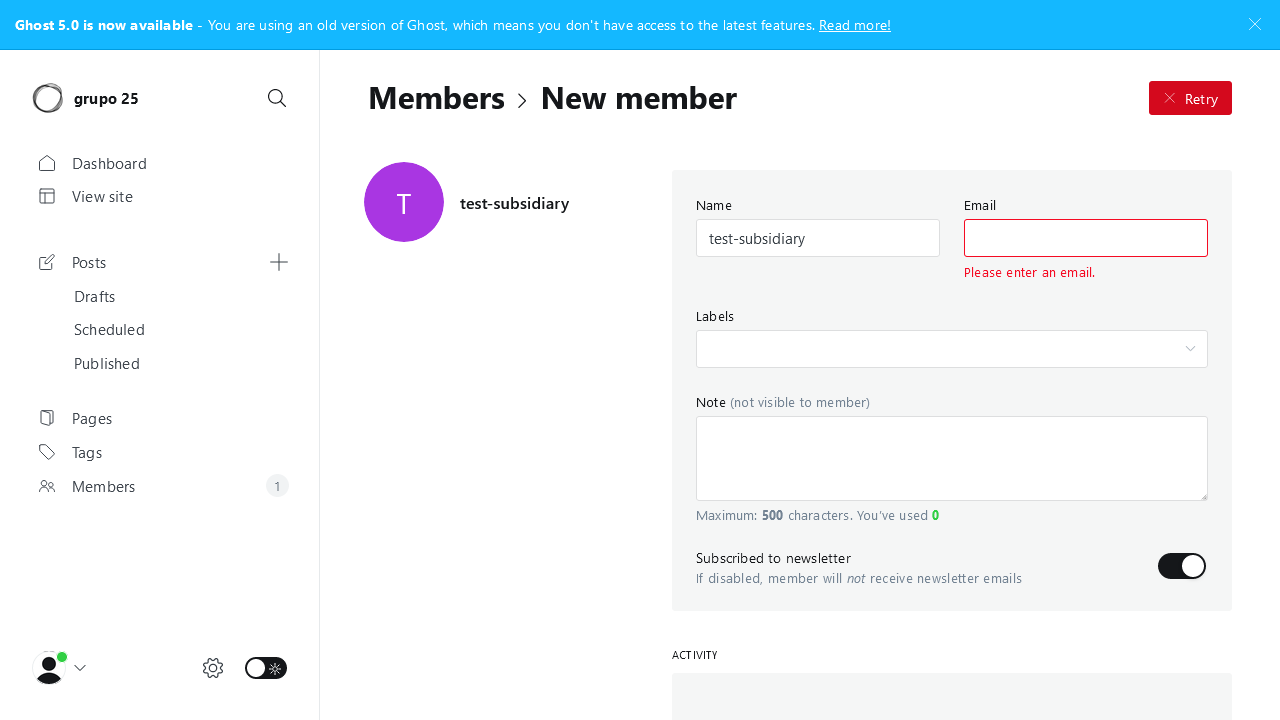 Ghost 5.0 is now available - You are using an old version of Ghost, which means you don't have access to the latest features. Read more!
grupo 25
Members
New member
Retry
Dashboard
View site
T
test-subsidiary
Name
Email
test-subsidiary
Please enter an email.
Posts
Drafts
Scheduled
Published
Labels
Note (not visible to member)
Pages
Tags
Members
1
Maximum: 500 characters. You've used 0
Subscribed to newsletter
If disabled, member will not receive newsletter emails
ACTIVITY